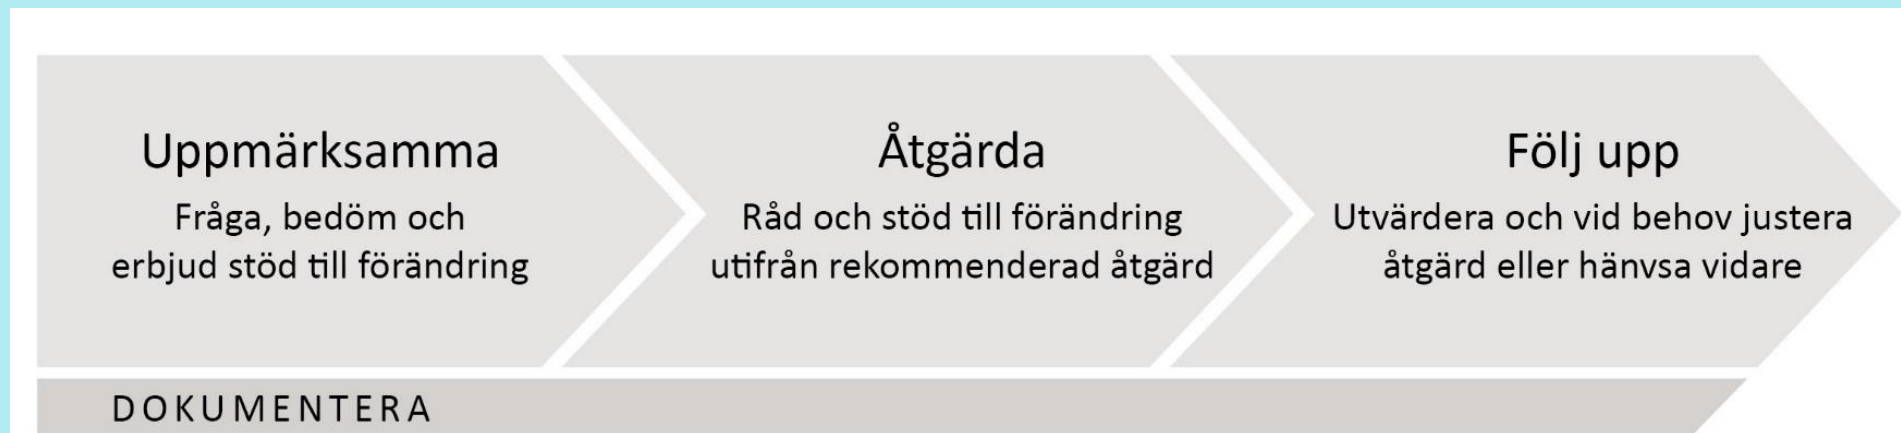 Uppmärksamma
Fråga, bedöm och
erbjud stöd till förändring
Åtgärda
Råd och stöd till förändring
utifrån rekommenderad åtgärd
Följ upp
Utvärdera och vid behov justera
åtgärd eller hänvsa vidare
DOKUMENTERA